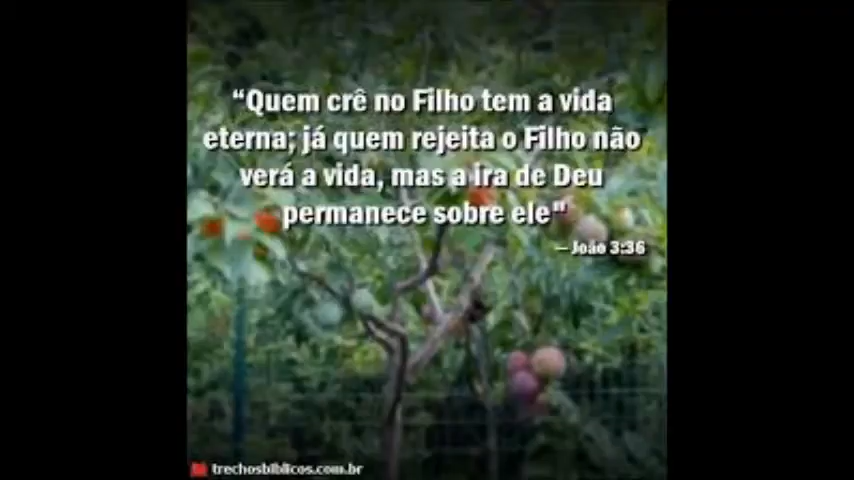 “Quem crê no Filho tem a vida
eterna; já quem rejeita o Filho não
verá a vida, mas a ira de Deu
permanece sobre ele"
— João 3:36
trechosbiblicos.com.br